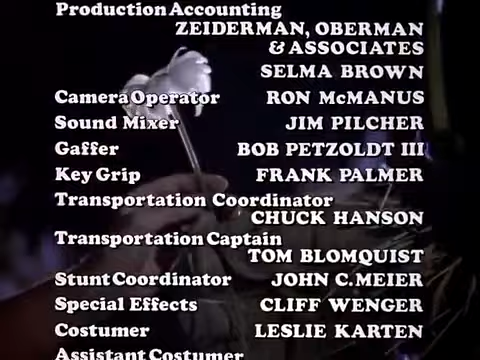 Production Accounting
ZEIDERMAN, OBERMAN
& ASSOCIATES
SELMA BROWN
Camera Operator RON McMANUS
Sound Mixer JIM PILCHER
Gaffer BOB PETZOLDT III
Key Grip FRANK PALMER
Transportation Coordinator
CHUCK HANSON
Transportation Captain
TOM BLOMQUIST
Stunt Coordinator JOHN C. MEIER
Special Effects CLIFF WENGER
Costumer LESLIE KARTEN
Assistant Costumer